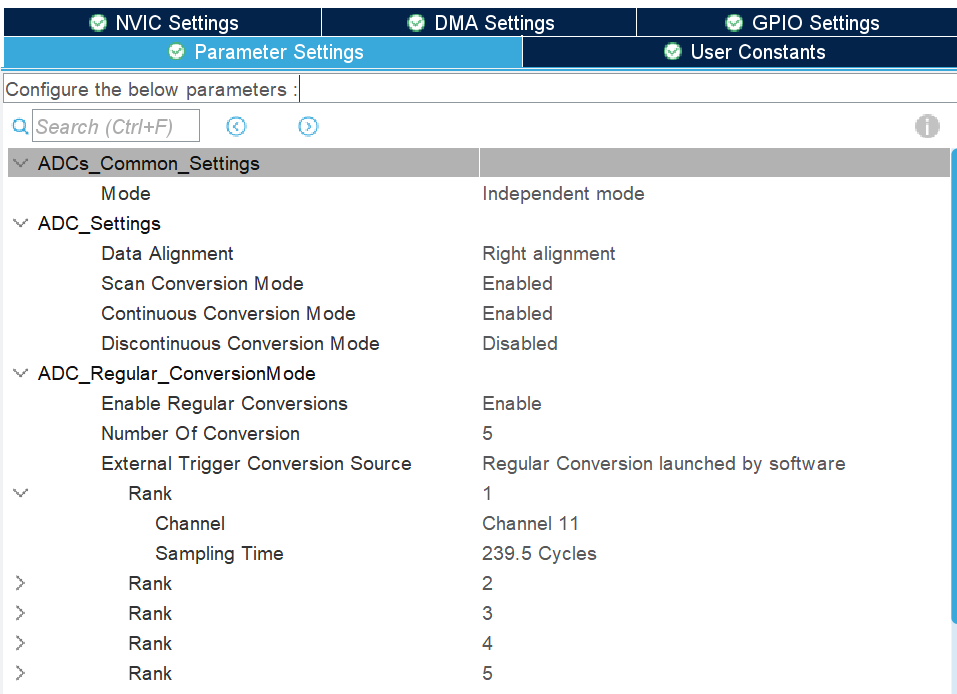 NVIC Settings DMA Settings GPIO Settings
Parameter Settings User Constants
Configure the below parameters :
Search (Ctrl+F)
ADCs_Common_Settings
Mode Independent mode
ADC_Settings
Data Alignment Right alignment
Scan Conversion Mode Enabled
Continuous Conversion Mode Enabled
Discontinuous Conversion Mode Disabled
ADC_Regular_ConversionMode
Enable Regular Conversions Enable
Number Of Conversion 5
External Trigger Conversion Source Regular Conversion launched by software
Rank 1
Channel Channel 11
Sampling Time 239.5 Cycles
Rank 2
Rank 3
Rank 4
Rank 5